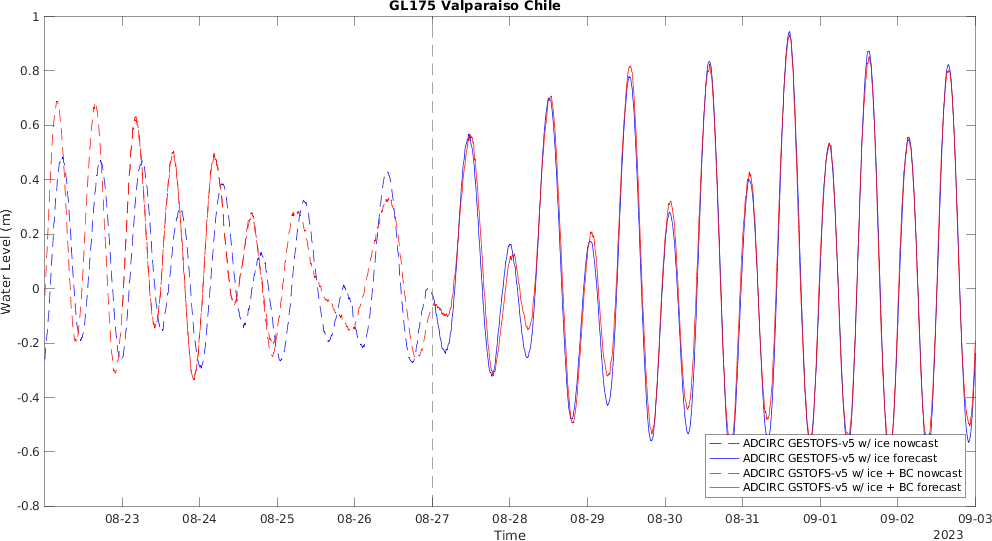 GL175 Valparaiso Chile
1
0.8
0.6
0.4
0.2
0
-0.2
-0.4
-0.6
-0.8
Water Level (m)
ADCIRC GESTOFS-v5 w/ ice nowcast
ADCIRC GESTOFS-v5 w/ ice forecast
ADCIRC GSTOFS-v5 w/ ice + BC nowcast
ADCIRC GSTOFS-v5 w/ ice + BC forecast
08-23 08-24 08-25 08-26 08-27 08-28 08-29 08-30 08-31 09-01 09-02 09-03
Time
2023